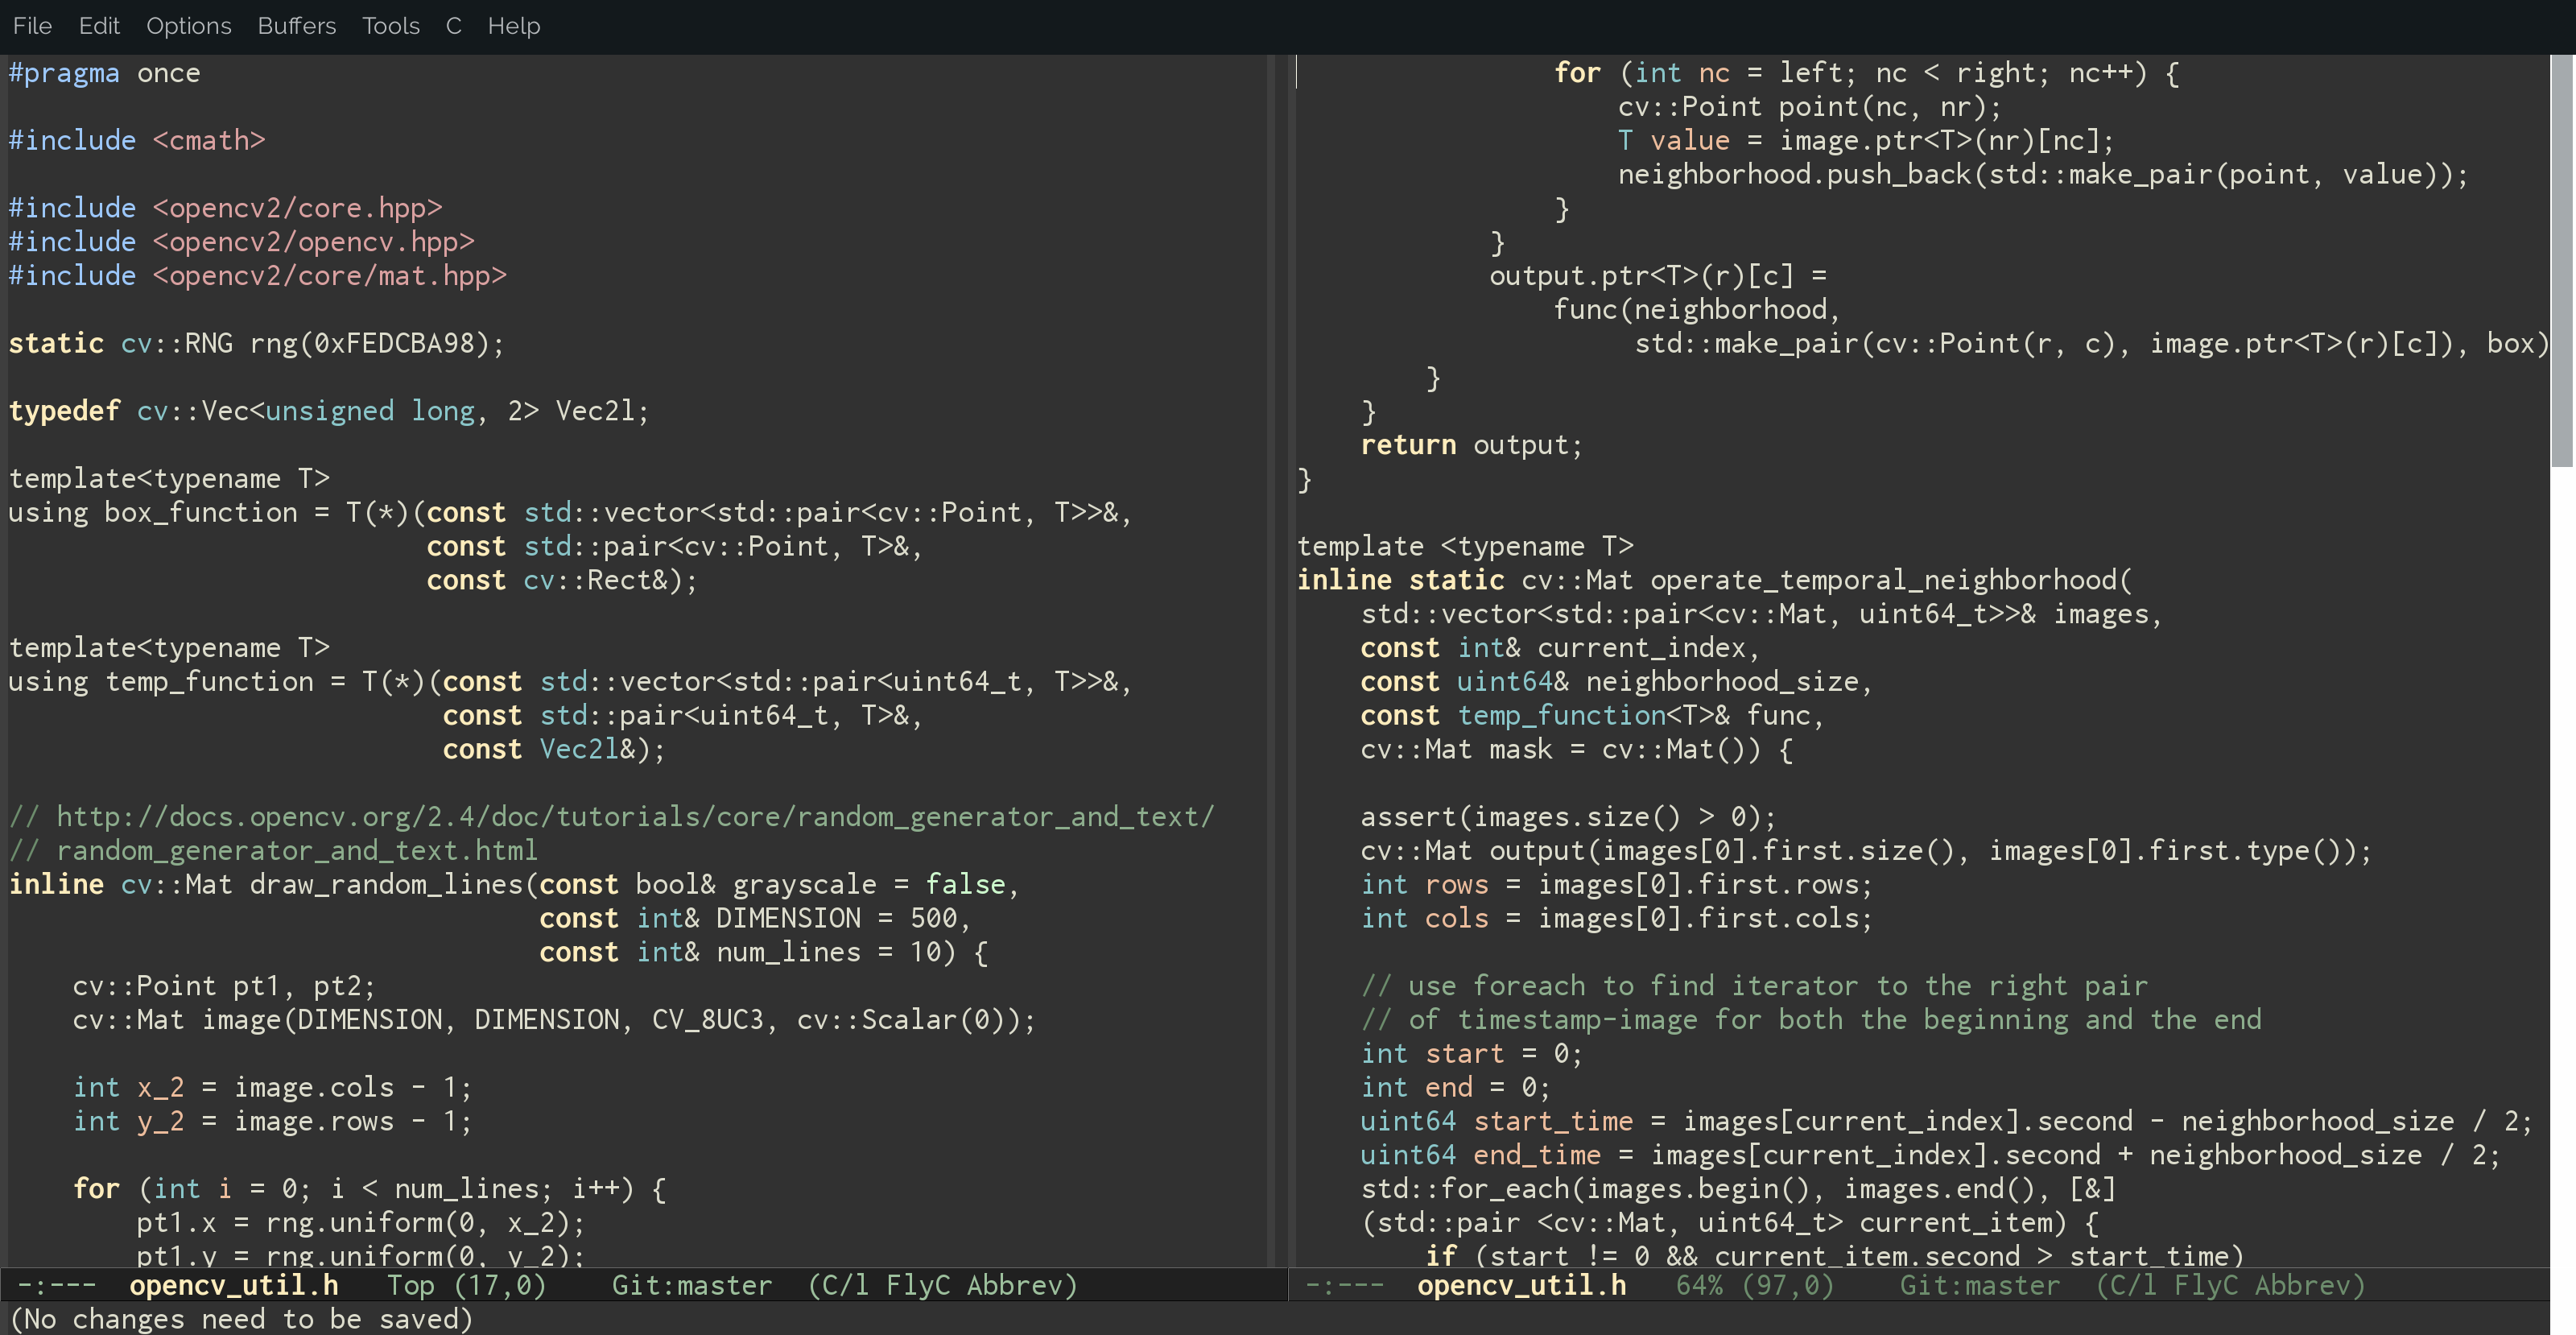 File Edit Options Buffers Tools C Help
#pragma once
#include <cmath>
#include <opencv2/core.hpp>
#include <opencv2/opencv.hpp>
#include <opencv2/core/mat.hpp>
static cv::RNG rng(0xFEDCBA98);
typedef cv::Vec<unsigned long, 2> Vec2l;
template<typename T>
using box_function = T(*)(const std::vector<std::pair<cv::Point, T>>&,
const std::pair<cv::Point, T>&,
const cv::Rect&);
template<typename T>
using temp_function = T(*)(const std::vector<std::pair<uint64_t, T>>&,
const std::pair<uint64_t, T>&,
const Vec2l&);
// http://docs.opencv.org/2.4/doc/tutorials/core/random_generator_and_text/
// random_generator_and_text.html
inline cv::Mat draw_random_lines(const bool& grayscale = false,
const int& DIMENSION = 500,
const int& num_lines = 10) {
cv::Point pt1, pt2;
cv::Mat image(DIMENSION, DIMENSION, CV_8UC3, cv::Scalar(0));
int x_2 = image.cols - 1;
int y_2 = image.rows - 1;
for (int i = 0; i < num_lines; i++) {
pt1.x = rng.uniform(0, x_2);
pt1.y = rng.uniform(0, y_2);
-:--- opencv_util.h Top (17,0) Git:master (C/l FlyC Abbrev)
for (int nc = left; nc < right; nc++) {
cv::Point point(nc, nr);
T value = image.ptr<T>(nr)[nc];
neighborhood.push_back(std::make_pair(point, value));
}
}
output.ptr<T>(r)[c] =
func(neighborhood,
std::make_pair(cv::Point(r, c), image.ptr<T>(r)[c]), box)
}
}
return output;
}
template <typename T>
inline static cv::Mat operate_temporal_neighborhood(
std::vector<std::pair<cv::Mat, uint64_t>>& images,
const int& current_index,
const uint64& neighborhood_size,
const temp_function<T>& func,
cv::Mat mask = cv::Mat()) {
assert(images.size() > 0);
cv::Mat output(images[0].first.size(), images[0].first.type());
int rows = images[0].first.rows;
int cols = images[0].first.cols;
// use foreach to find iterator to the right pair
// of timestamp-image for both the beginning and the end
int start = 0;
int end = 0;
uint64 start_time = images[current_index].second - neighborhood_size / 2;
uint64 end_time = images[current_index].second + neighborhood_size / 2;
std::for_each(images.begin(), images.end(), [&]
(std::pair <cv::Mat, uint64_t> current_item) {
if (start != 0 && current_item.second > start_time)
-:--- opencv_util.h 64% (97,0) Git:master (C/l FlyC Abbrev)
(No changes need to be saved)